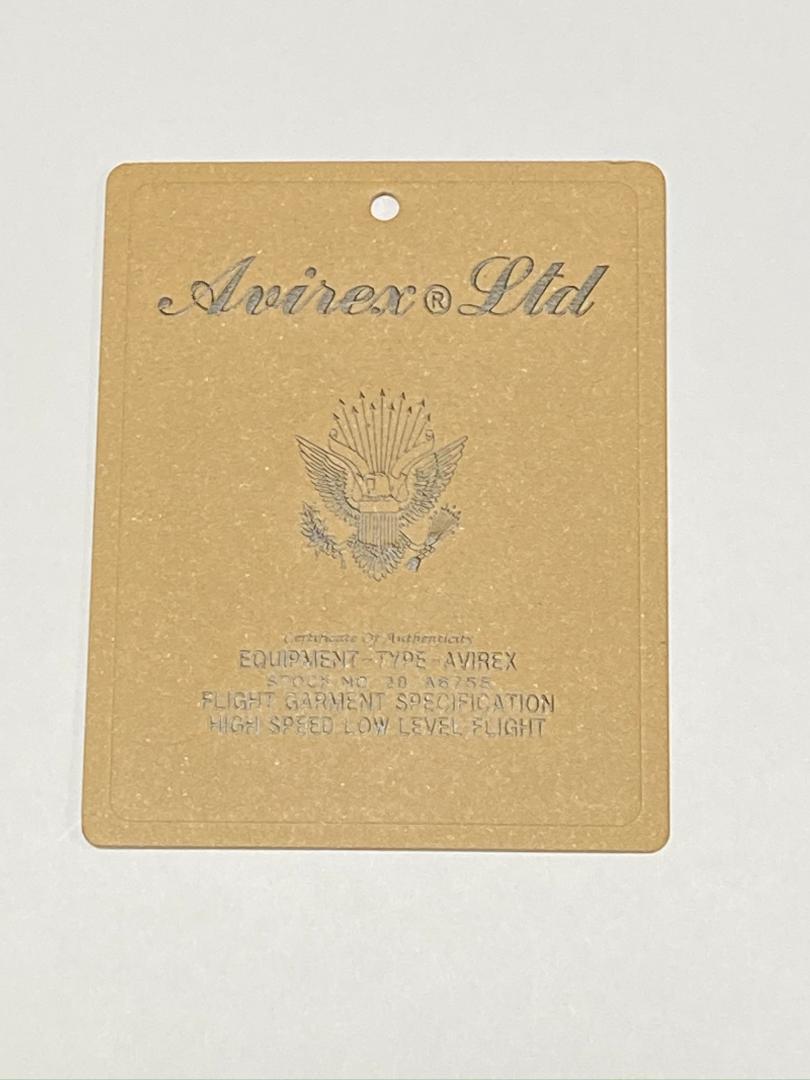 Avirex® Ltd
Certificate Of Authenticity
EQUIPMENT-TYPE-AVIREX
STOCK NO 20 A6755
FLIGHT GARMENT SPECIFICATION
HIGH SPEED LOW LEVEL FLIGHT